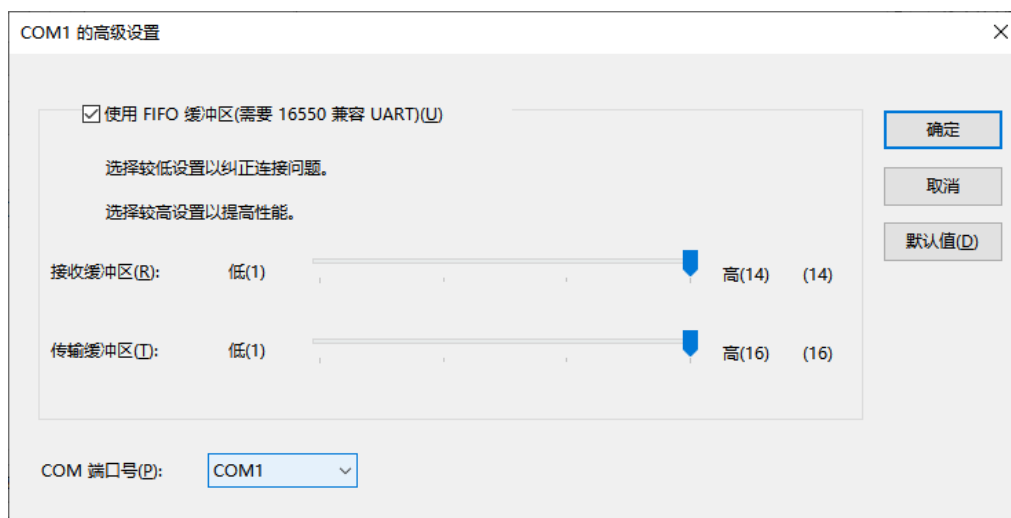 COM1 的高级设置
使用 FIFO 缓冲区(需要 16550 兼容 UART)(U)
确定
选择较低设置以纠正连接问题。
取消
选择较高设置以提高性能。
默认值(D)
接收缓冲区(R): 低(1) 高(14) (14)
传输缓冲区(T): 低(1) 高(16) (16)
COM 端口号(P): COM1